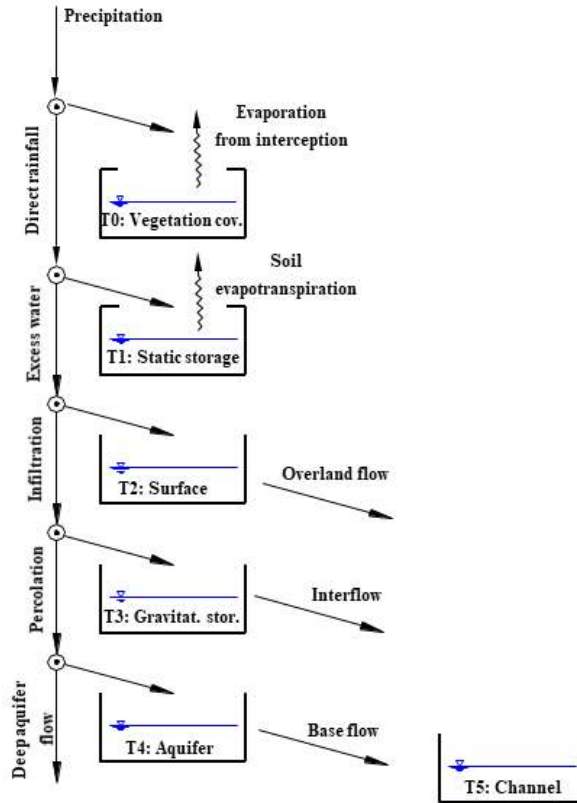 Precipitation
Evaporation
from interception
Direct rainfall
T0: Vegetation cov.
Soil
evapotranspiration
Excess water
T1: Static storage
Infiltration
T2: Surface
Overland flow
Percolation
T3: Gravitat. stor.
Interflow
Deep aquifer
flow
T4: Aquifer
Base flow
T5: Channel